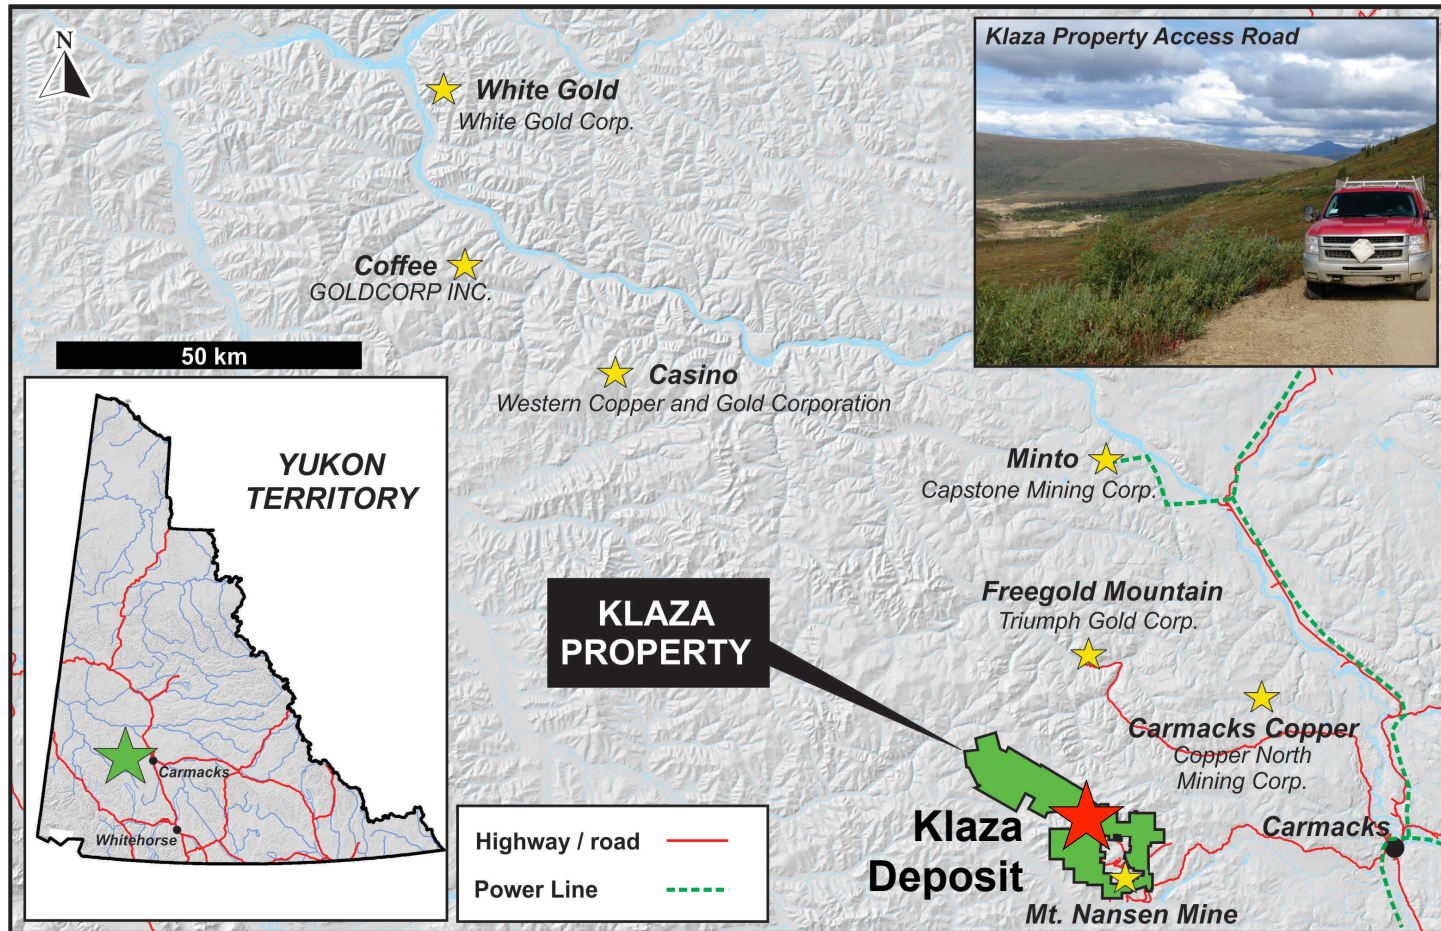 Klaza Property Access Road
N
White Gold
White Gold Corp.
Coffee
GOLDCORP INC.
50 km
Casino
Western Copper and Gold Corporation
YUKON
TERRITORY
Minto
Capstone Mining Corp.
KLAZA
PROPERTY
Freegold Mountain
Triumph Gold Corp.
Carmacks Copper
Copper North
Mining Corp.
Carmacks
Whitehorse
Highway / road
Power Line
Klaza
Deposit
Carmacks
Mt. Nansen Mine